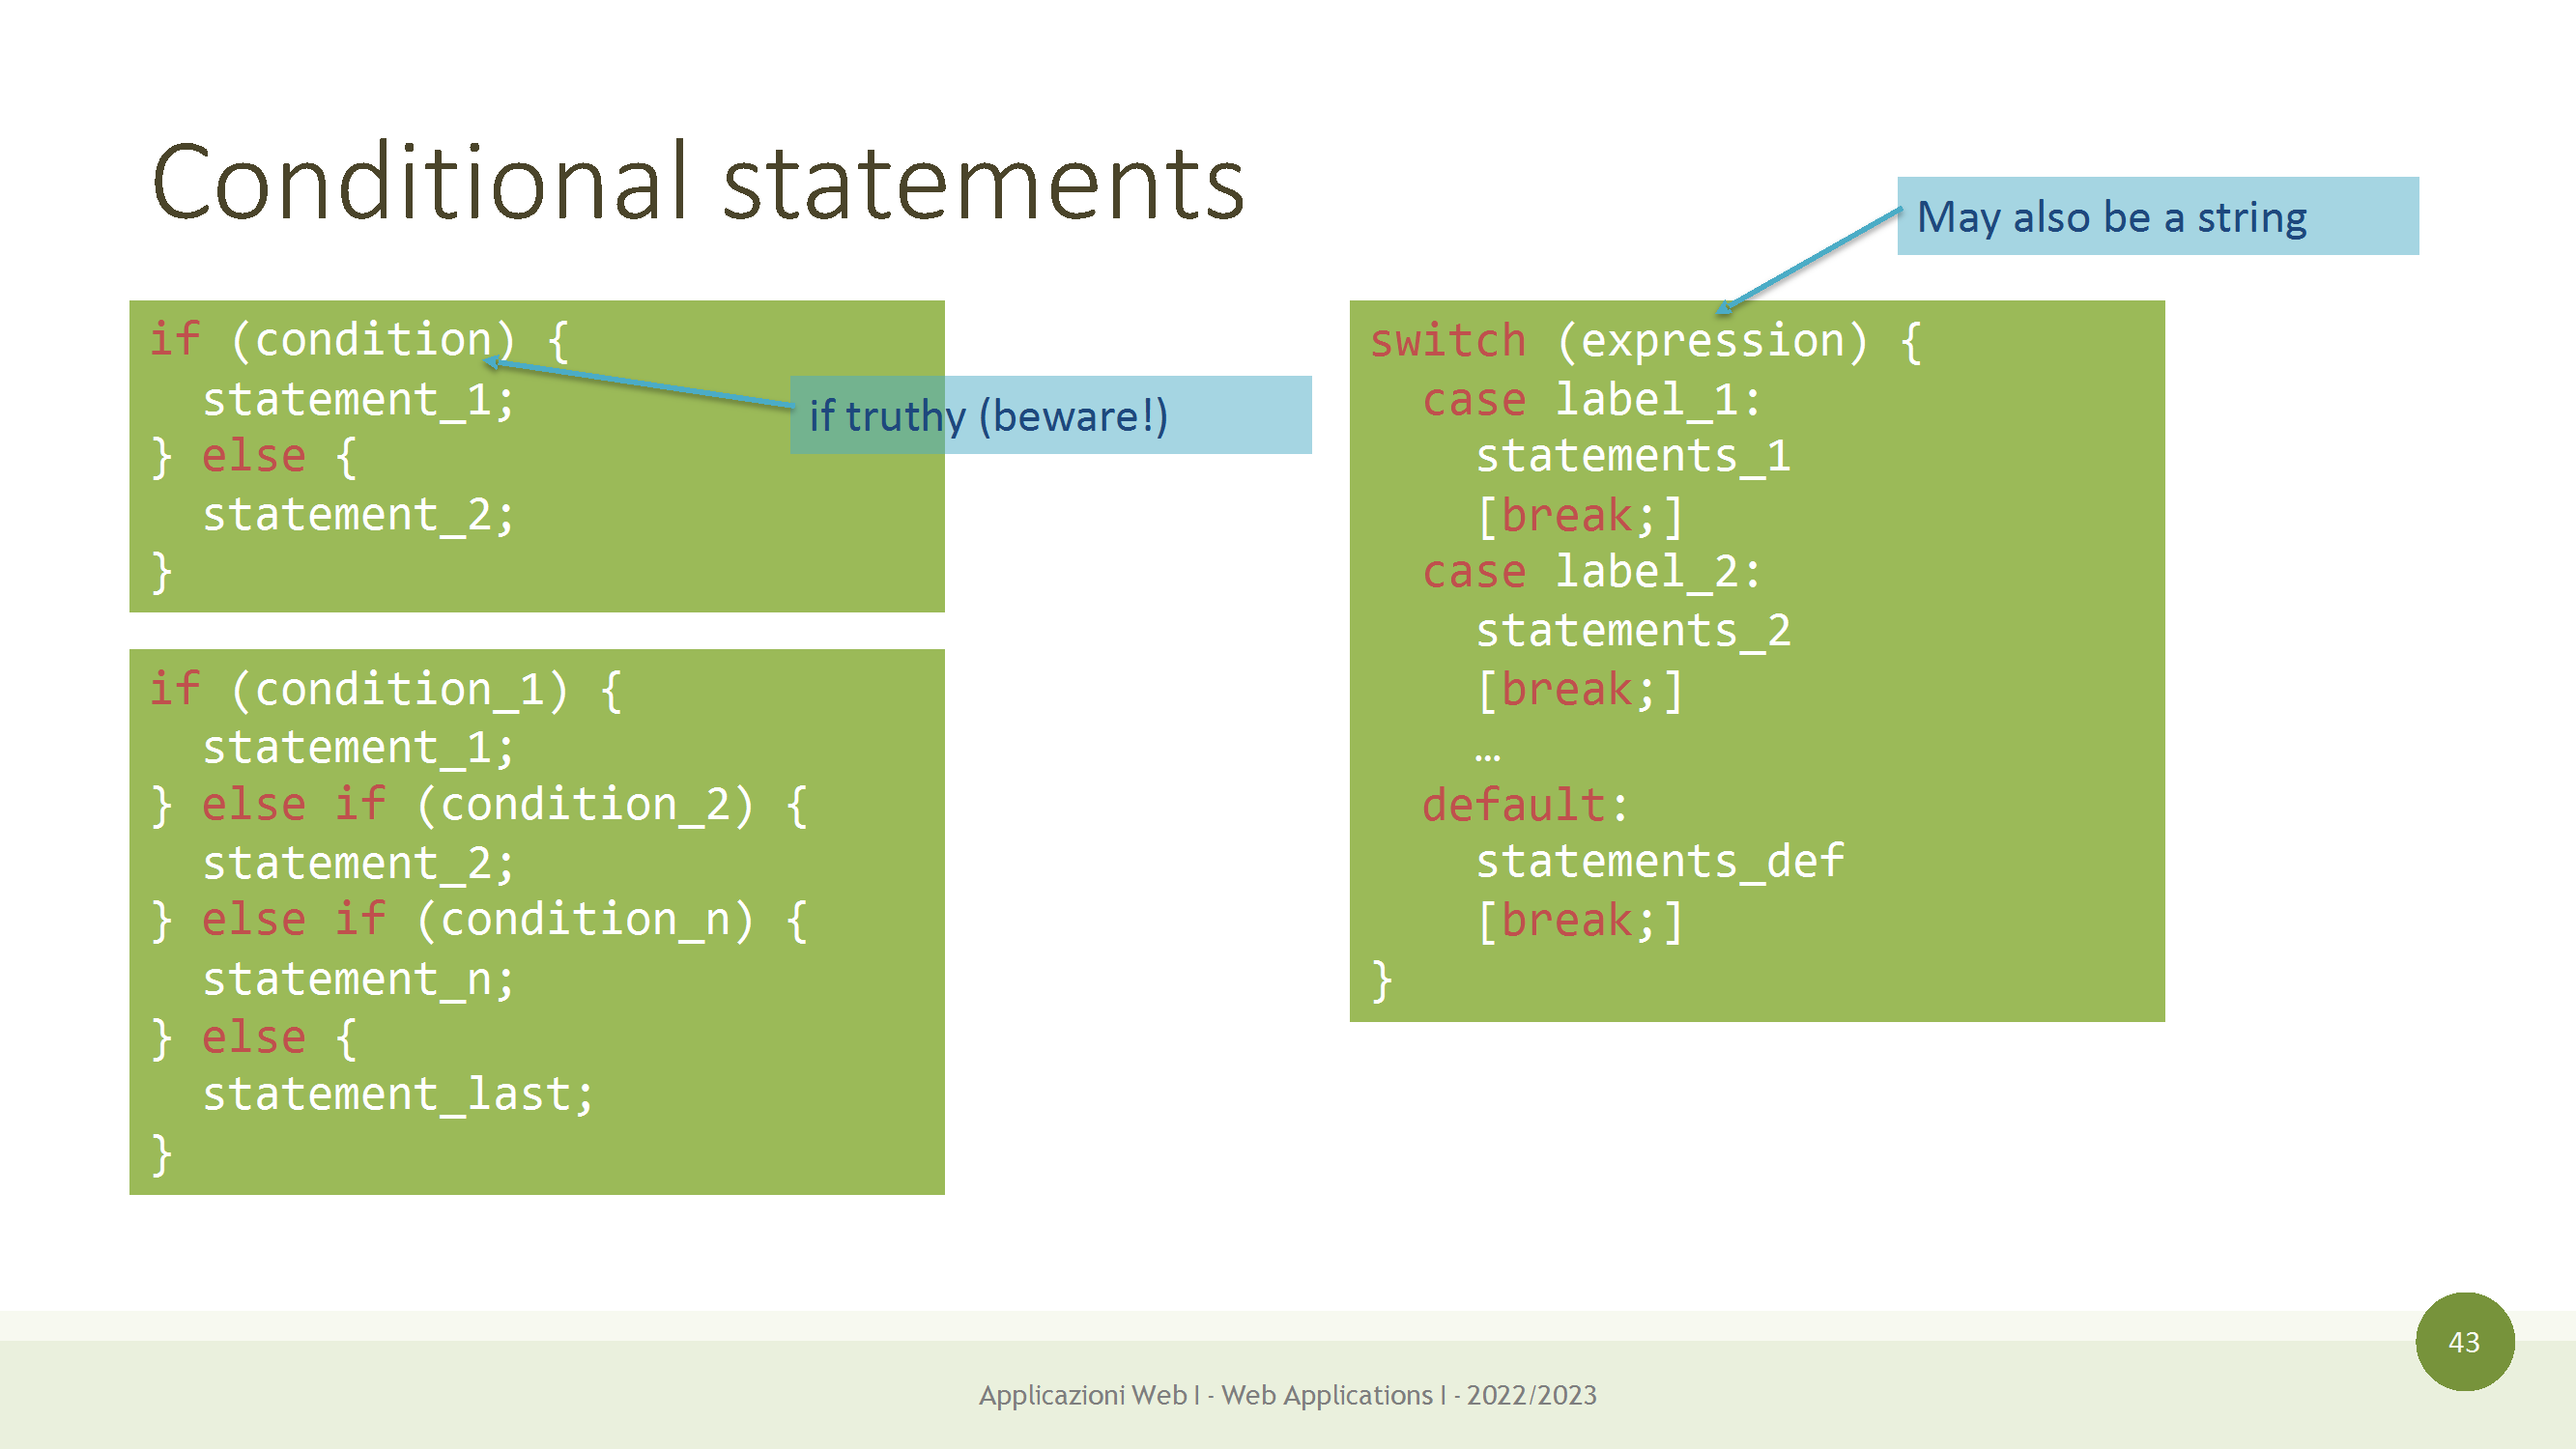 Conditional statements
if (condition) {
  statement_1;
} else {
  statement_2;
}
if truthy (beware!)
if (condition_1) {
  statement_1;
} else if (condition_2) {
  statement_2;
} else if (condition_n) {
  statement_n;
} else {
  statement_last;
}
May also be a string
switch (expression) {
  case label_1:
    statements_1
    [break;]
  case label_2:
    statements_2
    [break;]
    …
  default:
    statements_def
    [break;]
}
43
Applicazioni Web I - Web Applications I - 2022/2023